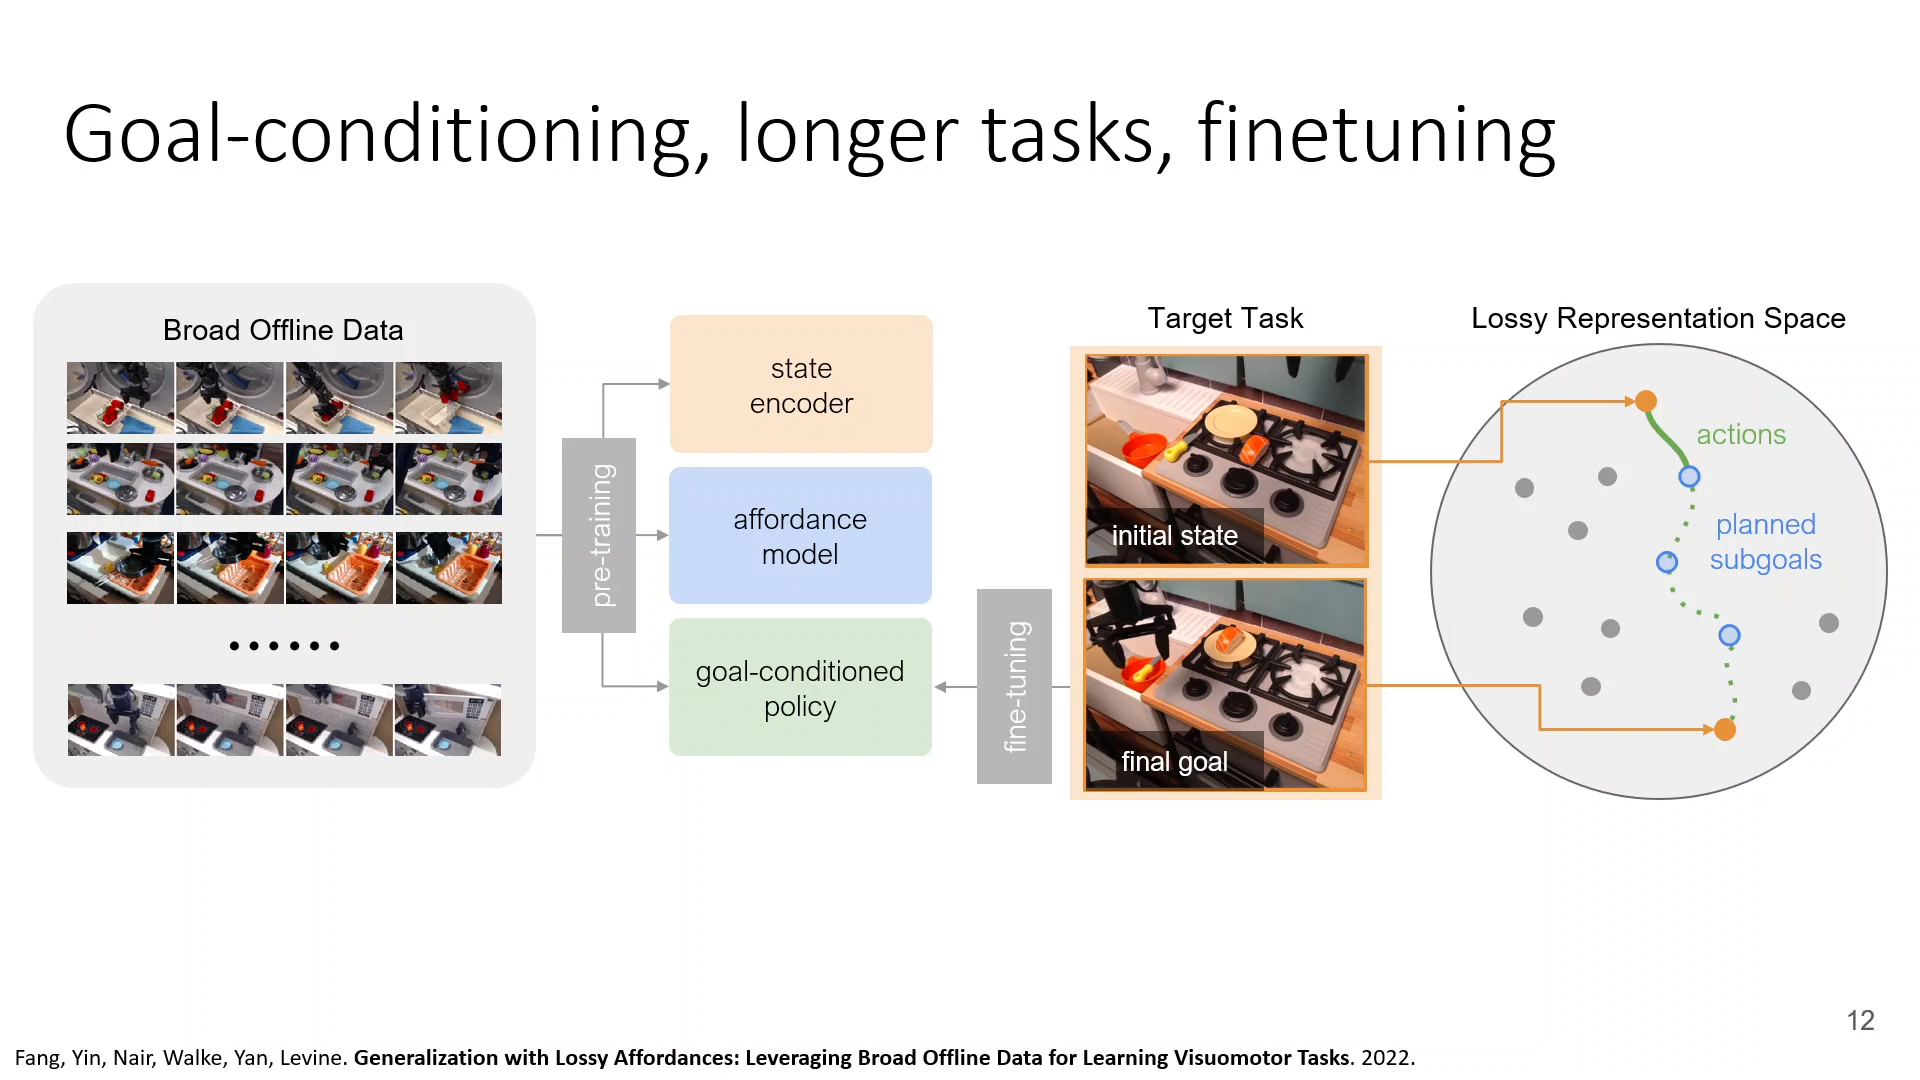 Goal-conditioning, longer tasks, finetuning
Broad Offline Data
pre-training
state
encoder
affordance
model
goal-conditioned
policy
fine-tuning
Target Task
initial state
final goal
Lossy Representation Space
actions
planned
subgoals
12
Fang, Yin, Nair, Walke, Yan, Levine. Generalization with Lossy Affordances: Leveraging Broad Offline Data for Learning Visuomotor Tasks. 2022.